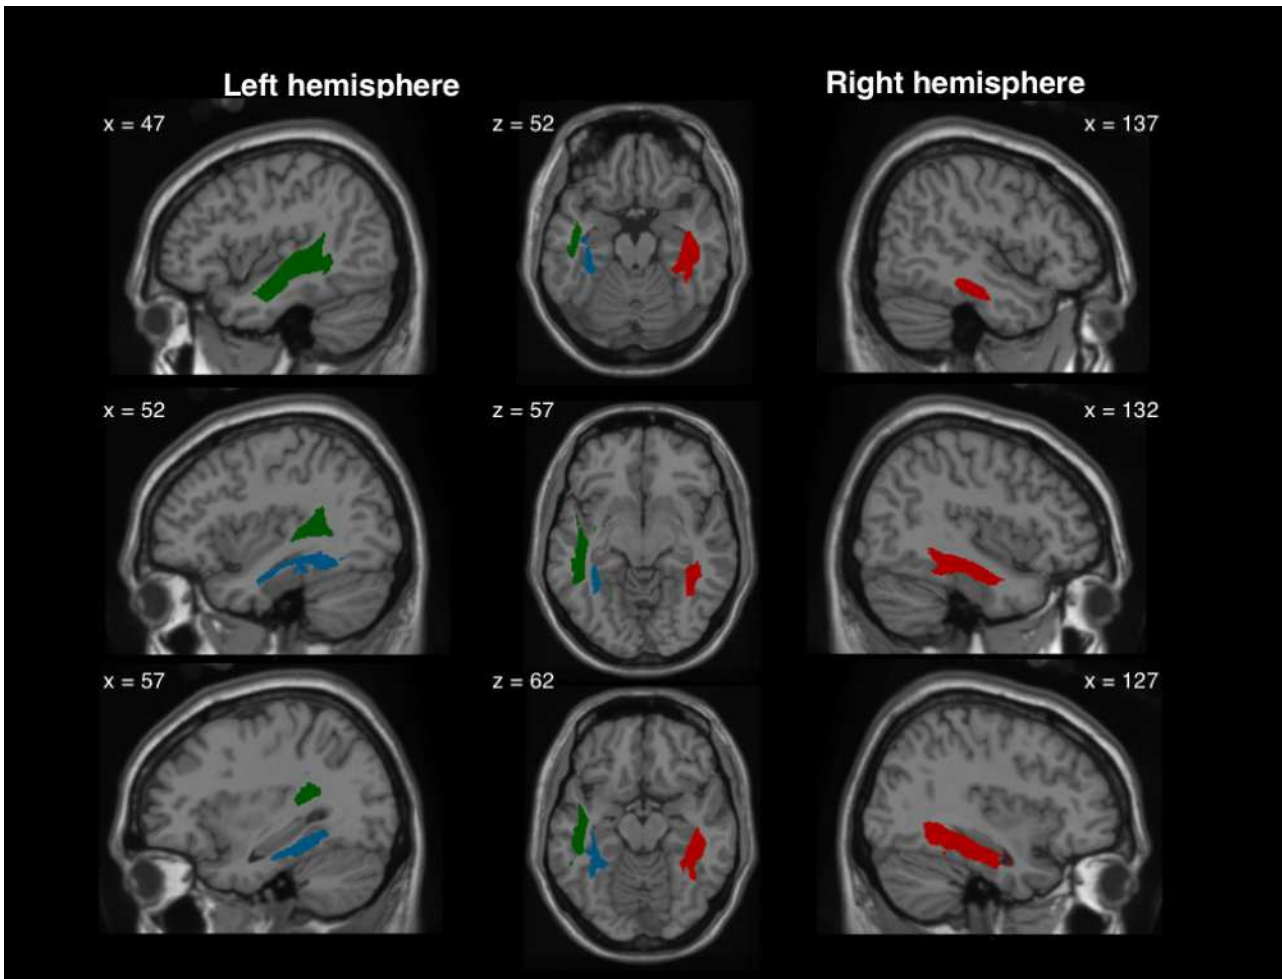 Left hemisphere
Right hemisphere
x = 47
z = 52
x = 137
x = 52
z = 57
x = 132
x = 57
z = 62
x = 127